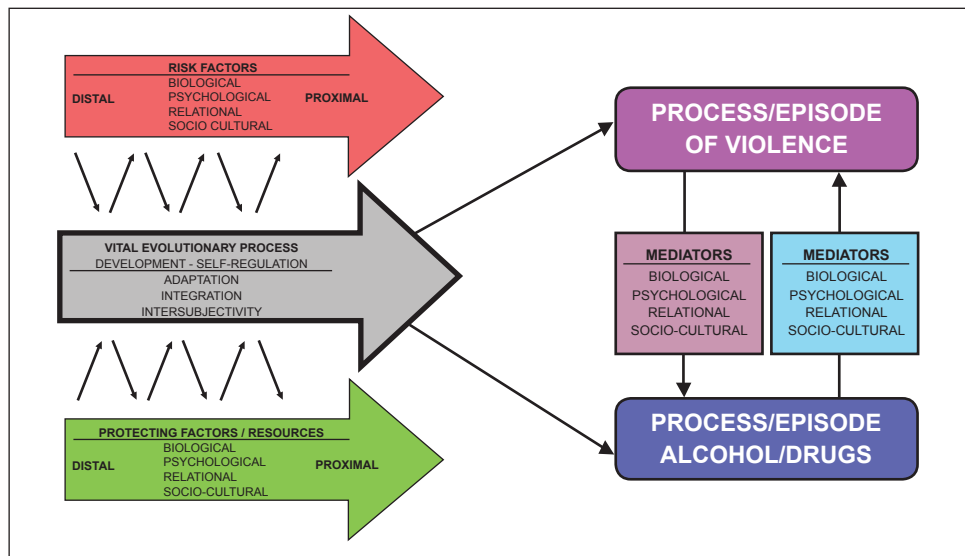 RISK FACTORS
BIOLOGICAL
DISTAL PSYCHOLOGICAL PROXIMAL
RELATIONAL
SOCIO CULTURAL
VITAL EVOLUTIONARY PROCESS
DEVELOPMENT - SELF-REGULATION
ADAPTATION
INTEGRATION
INTERSUBJECTIVITY
PROTECTING FACTORS / RESOURCES
BIOLOGICAL
DISTAL PSYCHOLOGICAL PROXIMAL
RELATIONAL
SOCIO-CULTURAL
PROCESS/EPISODE
OF VIOLENCE
MEDIATORS
BIOLOGICAL
PSYCHOLOGICAL
RELATIONAL
SOCIO-CULTURAL
MEDIATORS
BIOLOGICAL
PSYCHOLOGICAL
RELATIONAL
SOCIO-CULTURAL
PROCESS/EPISODE
ALCOHOL/DRUGS